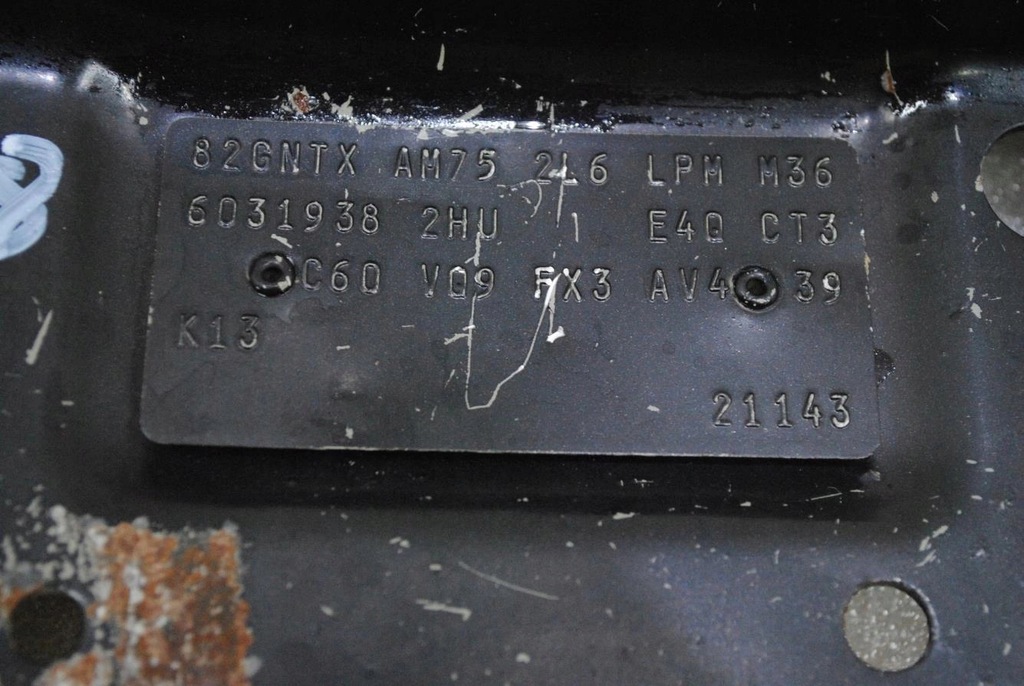 82GNTX AM75 2L6 LPM M36
6031938 2HU E4Q CT3
C60 V09 FX3 AV4 39
K13
21143